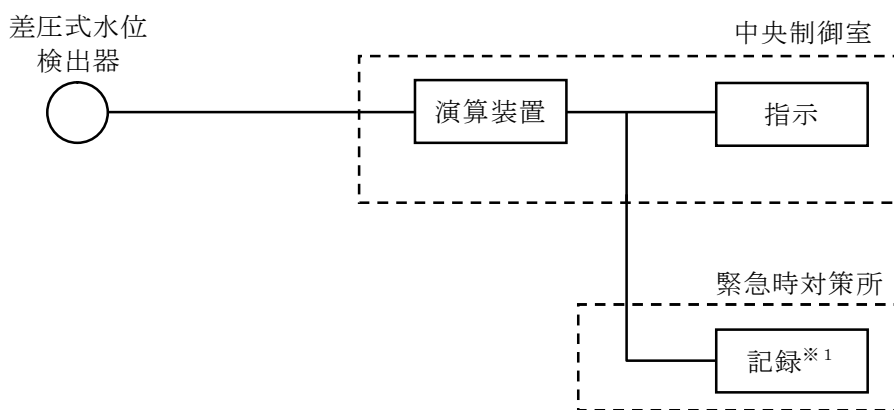 差圧式水位
検出器
中央制御室
演算装置
指示
緊急時対策所
記録※1